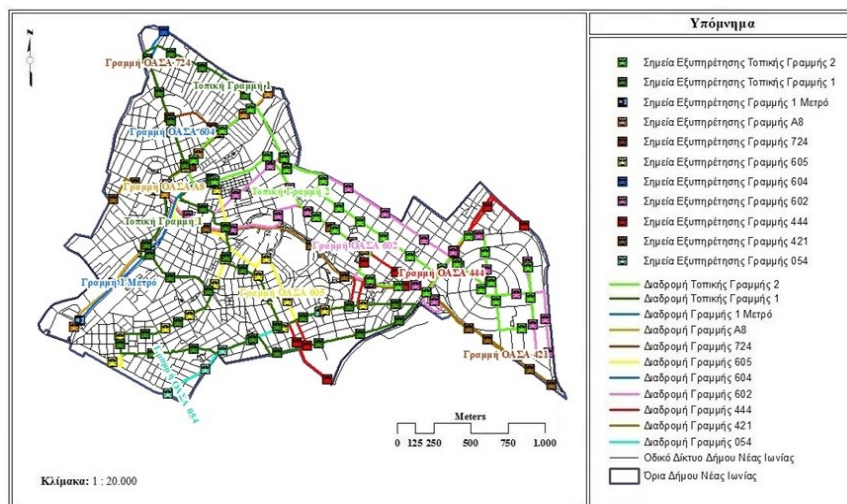 Υπόμνημα
Γραμμή ΟΑΣΑ 724
Τοπική Γραμμή 1
Γραμμή ΟΑΣΑ 604
Γραμμή ΟΑΣΑ Α8
Τοπική Γραμμή 2
Τοπική Γραμμή 1
Γραμμή ΟΑΣΑ 602
Γραμμή ΟΑΣΑ 444
Γραμμή 1 Μετρό
Γραμμή ΟΑΣΑ 605
Γραμμή ΟΑΣΑ 421
Γραμμή ΟΑΣΑ 054
Meters
0 125 250 500 750 1.000
Κλίμακα: 1 : 20.000
Σημεία Εξυπηρέτησης Τοπικής Γραμμής 2
Σημεία Εξυπηρέτησης Τοπικής Γραμμής 1
Σημεία Εξυπηρέτησης Γραμμής 1 Μετρό
Σημεία Εξυπηρέτησης Γραμμής Α8
Σημεία Εξυπηρέτησης Γραμμής 724
Σημεία Εξυπηρέτησης Γραμμής 605
Σημεία Εξυπηρέτησης Γραμμής 604
Σημεία Εξυπηρέτησης Γραμμής 602
Σημεία Εξυπηρέτησης Γραμμής 444
Σημεία Εξυπηρέτησης Γραμμής 421
Σημεία Εξυπηρέτησης Γραμμής 054
Διαδρομή Τοπικής Γραμμής 2
Διαδρομή Τοπικής Γραμμής 1
Διαδρομή Γραμμής 1 Μετρό
Διαδρομή Γραμμής Α8
Διαδρομή Γραμμής 724
Διαδρομή Γραμμής 605
Διαδρομή Γραμμής 604
Διαδρομή Γραμμής 602
Διαδρομή Γραμμής 444
Διαδρομή Γραμμής 421
Διαδρομή Γραμμής 054
Οδικό Δίκτυο Δήμου Νέας Ιωνίας
Όρια Δήμου Νέας Ιωνίας